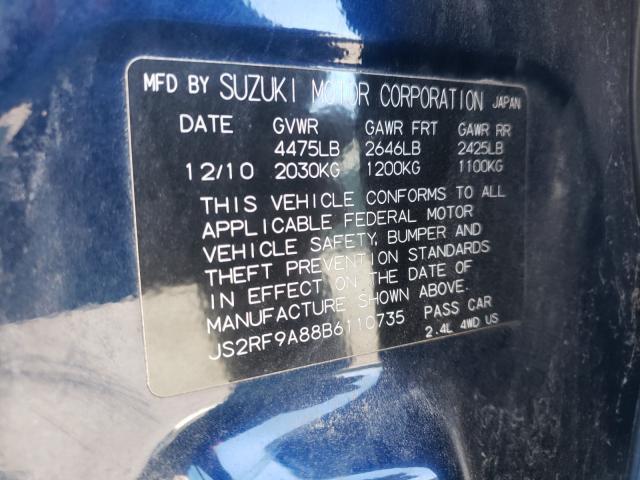 MFD BY SUZUKI MOTOR CORPORATION JAPAN
DATE GVWR GAWR FRT GAWR RR
4475LB 2646LB 2425LB
12/10 2030KG 1200KG 1100KG
THIS VEHICLE CONFORMS TO ALL
APPLICABLE FEDERAL MOTOR
VEHICLE SAFETY, BUMPER AND
THEFT PREVENTION STANDARDS
IN EFFECT ON THE DATE OF
MANUFACTURE SHOWN ABOVE.
JS2RF9A88B6110735 PASS CAR
2.4L 4WD US